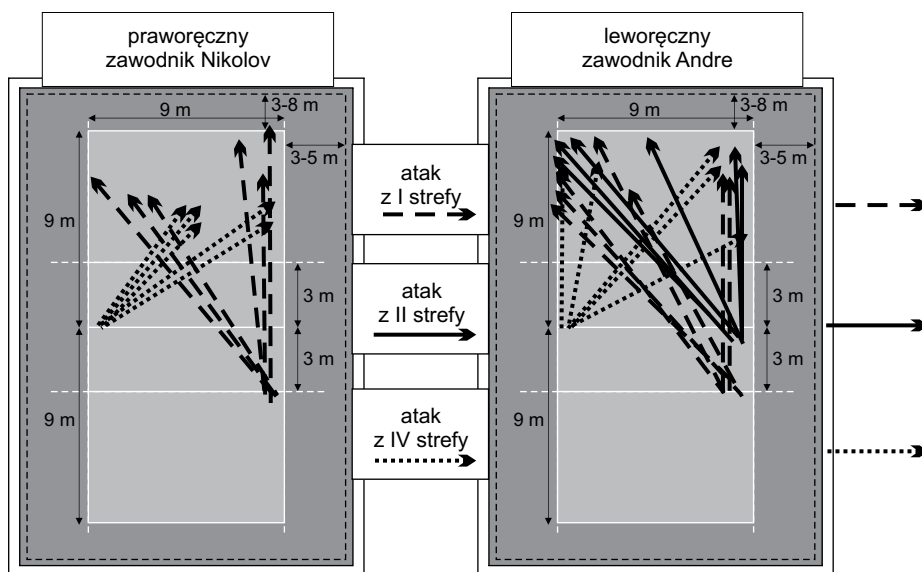 praworęczny
zawodnik Nikolov
leworęczny
zawodnik Andre
9 m
3-8 m
3-5 m
9 m
3 m
3 m
9 m
atak
z I strefy
atak
z II strefy
atak
z IV strefy
9 m
3-8 m
3-5 m
9 m
3 m
3 m
9 m